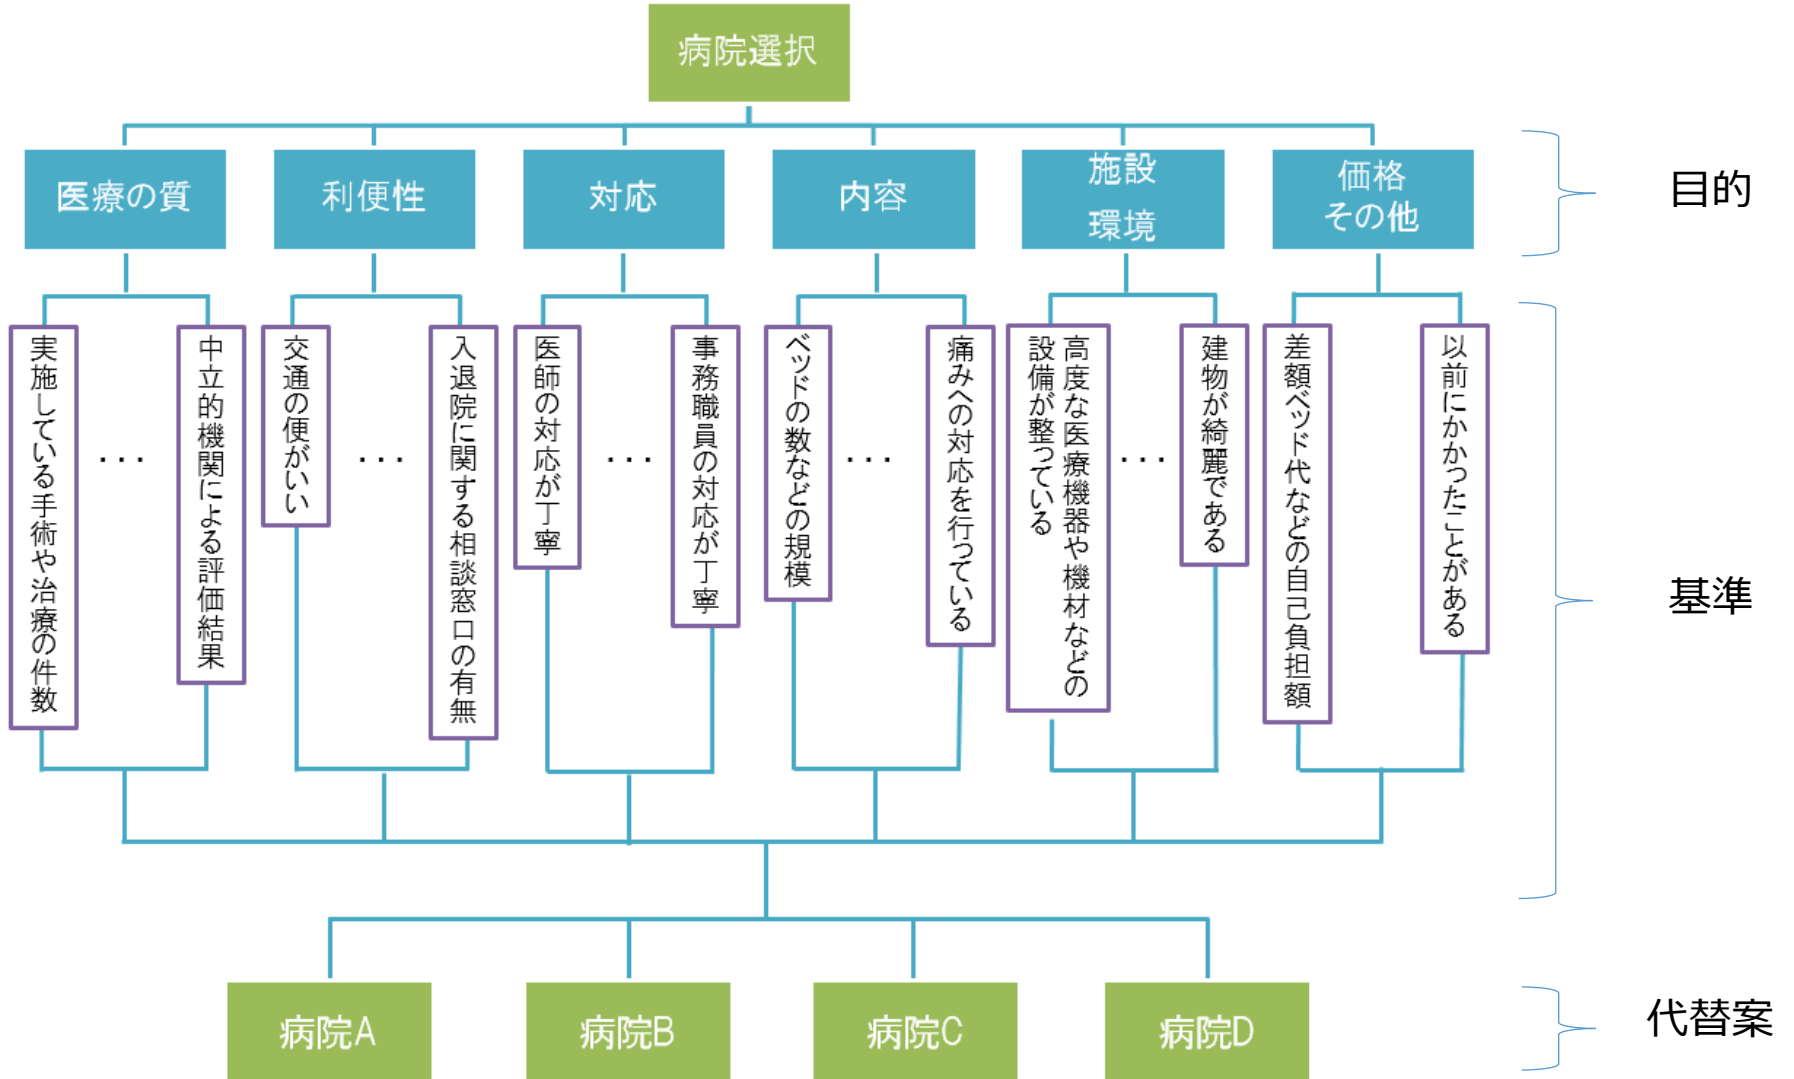 病院選択
医療の質
利便性
対応
内容
施設
環境
価格
その他
目的
実施している手術や治療の件数
・・・
中立的機関による評価結果
交通の便がいい
・・・
入退院に関する相談窓口の有無
医師の対応が丁寧
・・・
事務職員の対応が丁寧
ベッドの数などの規模
・・・
痛みへの対応を行っている
高度な医療機器や機材などの
設備が整っている
・・・
建物が綺麗である
差額ベッド代などの自己負担額
以前にかかったことがある
基準
病院A
病院B
病院C
病院D
代替案